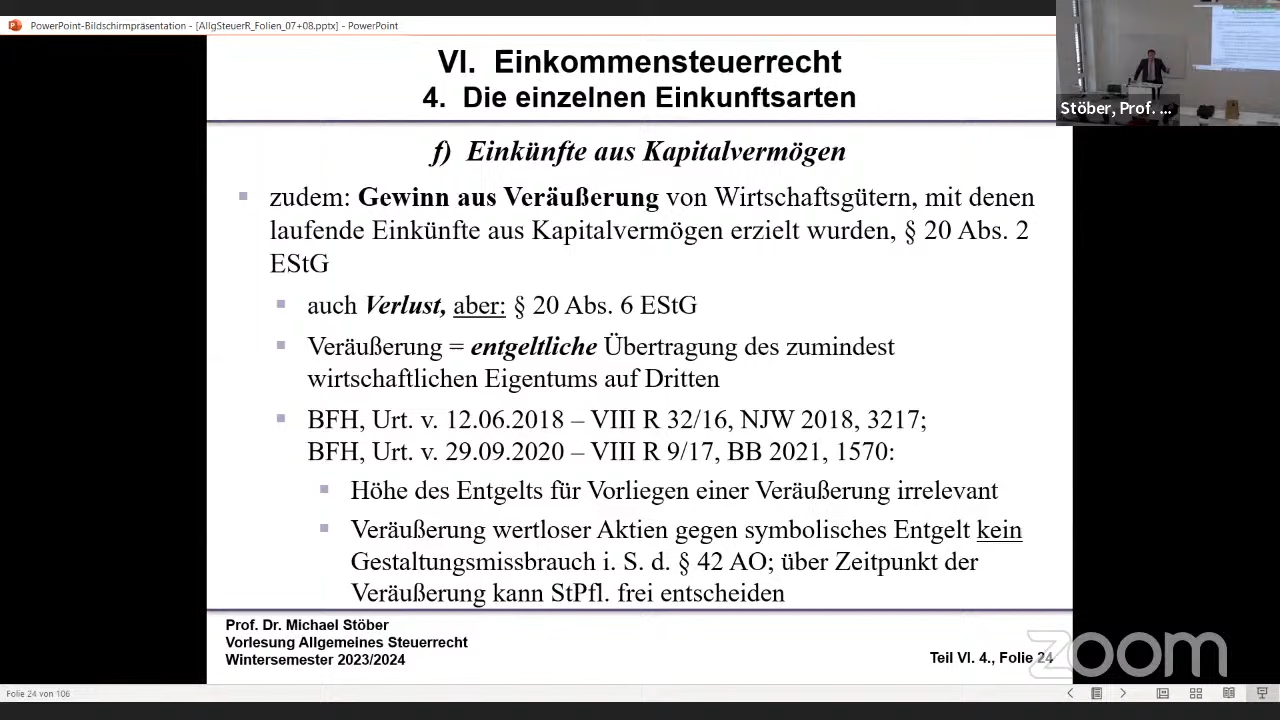 PowerPoint-Bildschirmpräsentation - [AllgSteuerR_Folien_07+08.pptx] - PowerPoint
VI. Einkommensteuerrecht
4. Die einzelnen Einkunftsarten
Stöber, Prof. ...
f) Einkünfte aus Kapitalvermögen
zudem: Gewinn aus Veräußerung von Wirtschaftsgütern, mit denen
laufende Einkünfte aus Kapitalvermögen erzielt wurden, § 20 Abs. 2
EStG
auch Verlust, aber: § 20 Abs. 6 EStG
Veräußerung = entgeltliche Übertragung des zumindest
wirtschaftlichen Eigentums auf Dritten
BFH, Urt. v. 12.06.2018 – VIII R 32/16, NJW 2018, 3217;
BFH, Urt. v. 29.09.2020 – VIII R 9/17, BB 2021, 1570:
Höhe des Entgelts für Vorliegen einer Veräußerung irrelevant
Veräußerung wertloser Aktien gegen symbolisches Entgelt kein
Gestaltungsmissbrauch i. S. d. § 42 AO; über Zeitpunkt der
Veräußerung kann StPfl. frei entscheiden
Prof. Dr. Michael Stöber
Vorlesung Allgemeines Steuerrecht
Wintersemester 2023/2024
Teil VI. 4., Folie 24
zoom
Folie 24 von 106